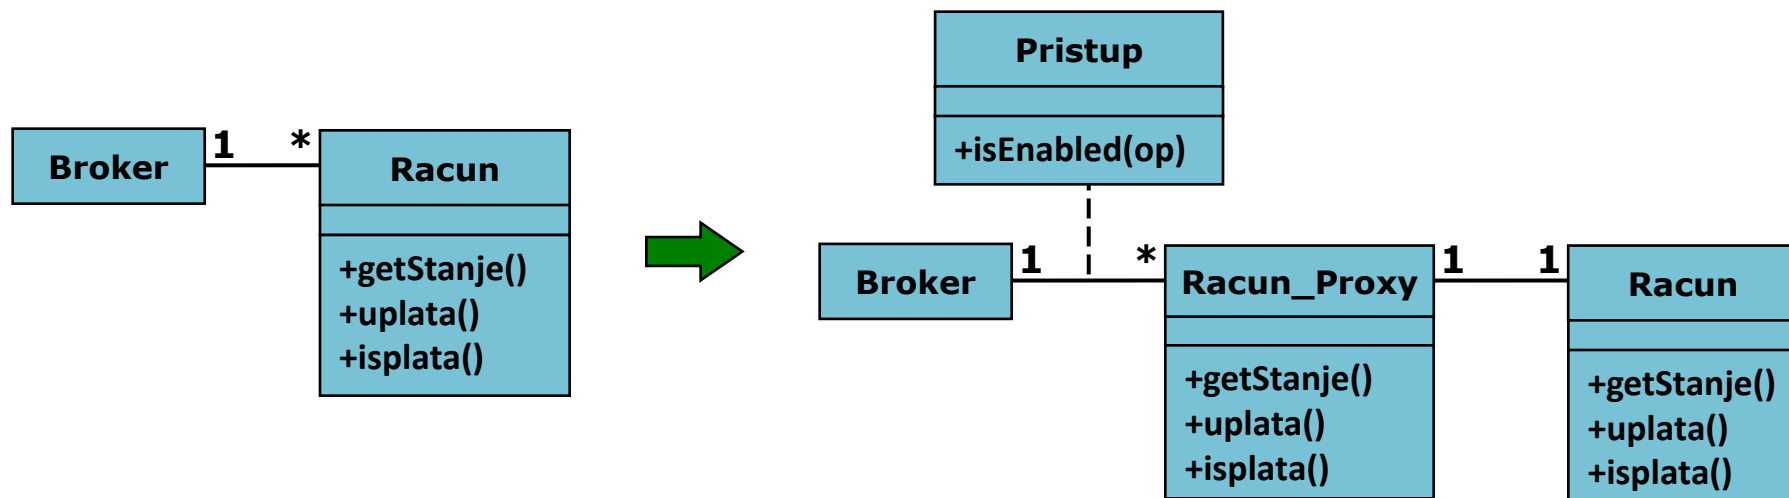 Broker
1
*
Racun
+getStanje()
+uplata()
+isplata()
Pristup
+isEnabled(op)
Broker
1
*
Racun_Proxy
+getStanje()
+uplata()
+isplata()
1
1
Racun
+getStanje()
+uplata()
+isplata()